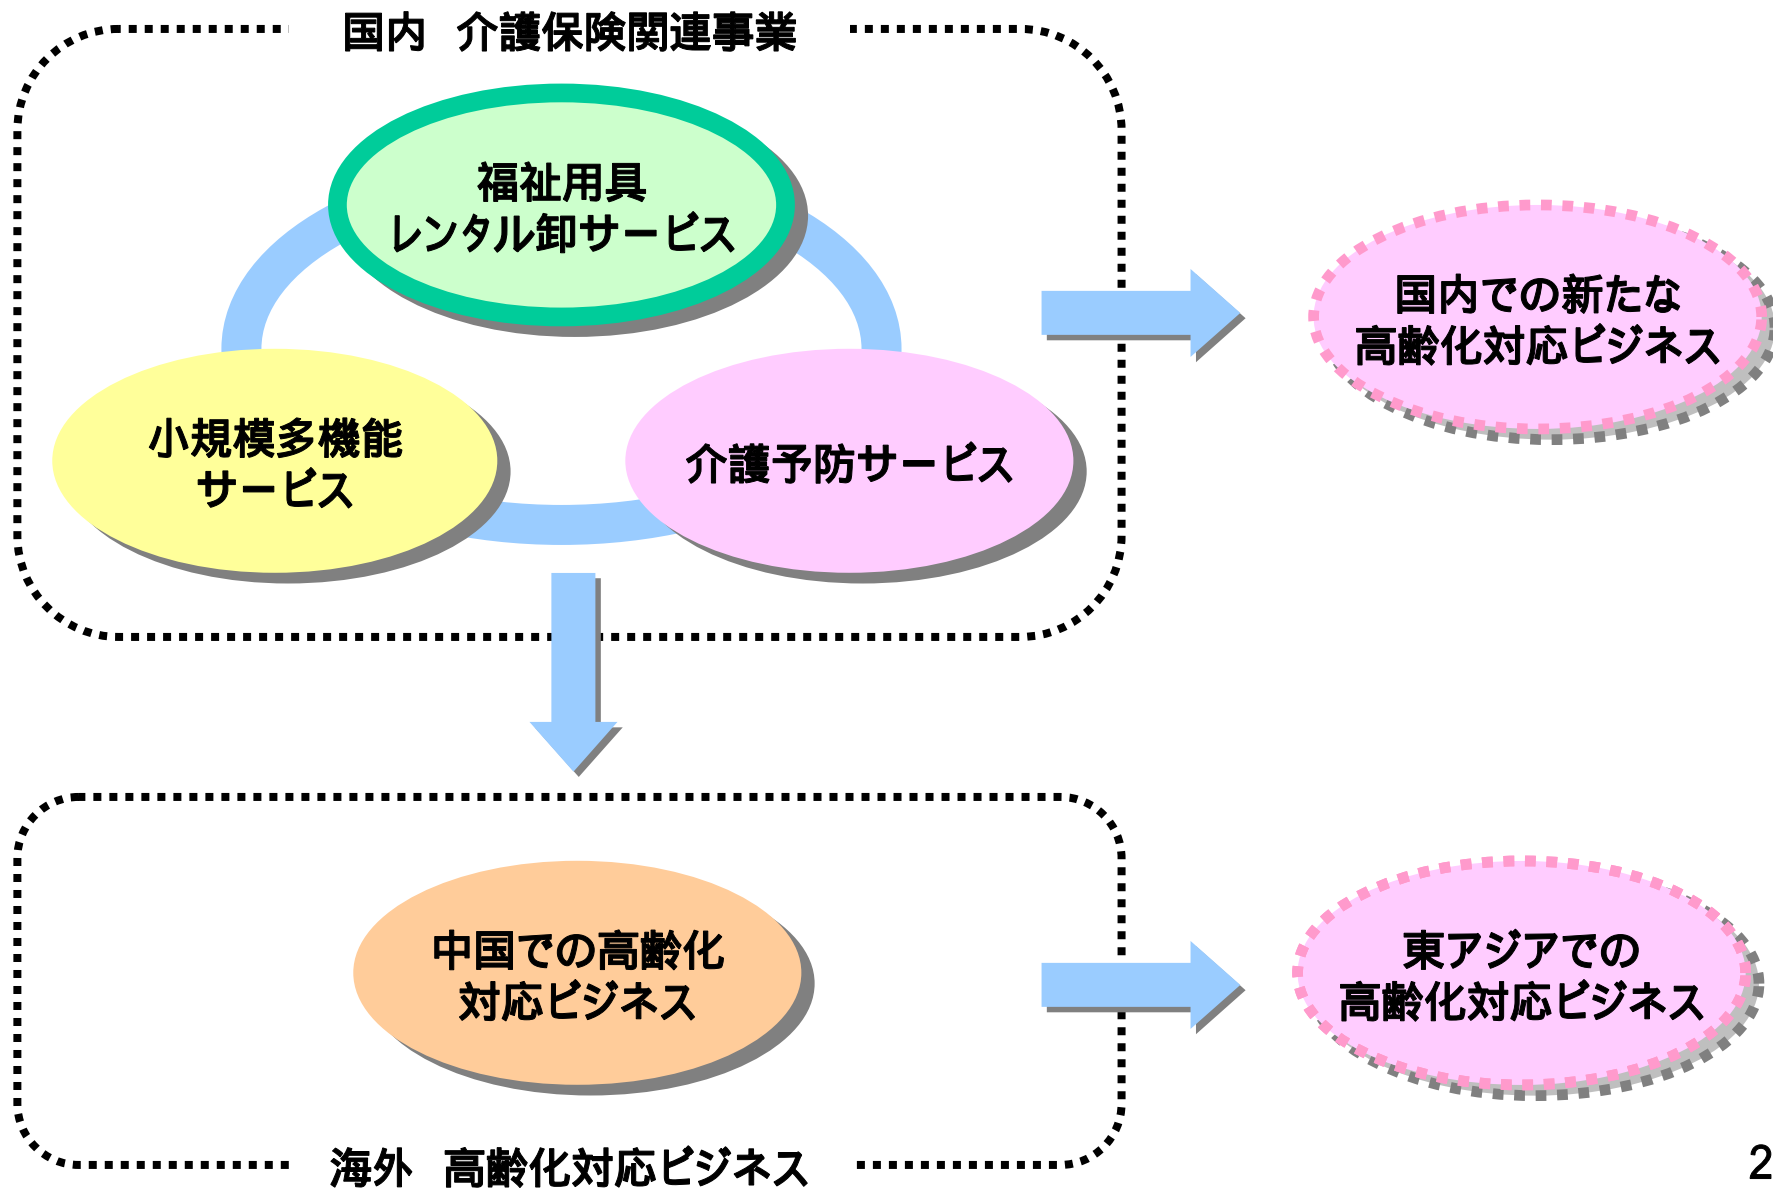 国内　介護保険関連事業
福祉用具
レンタル卸サービス
国内での新たな
高齢化対応ビジネス
小規模多機能
サービス
介護予防サービス
中国での高齢化
対応ビジネス
東アジアでの
高齢化対応ビジネス
海外　高齢化対応ビジネス
2